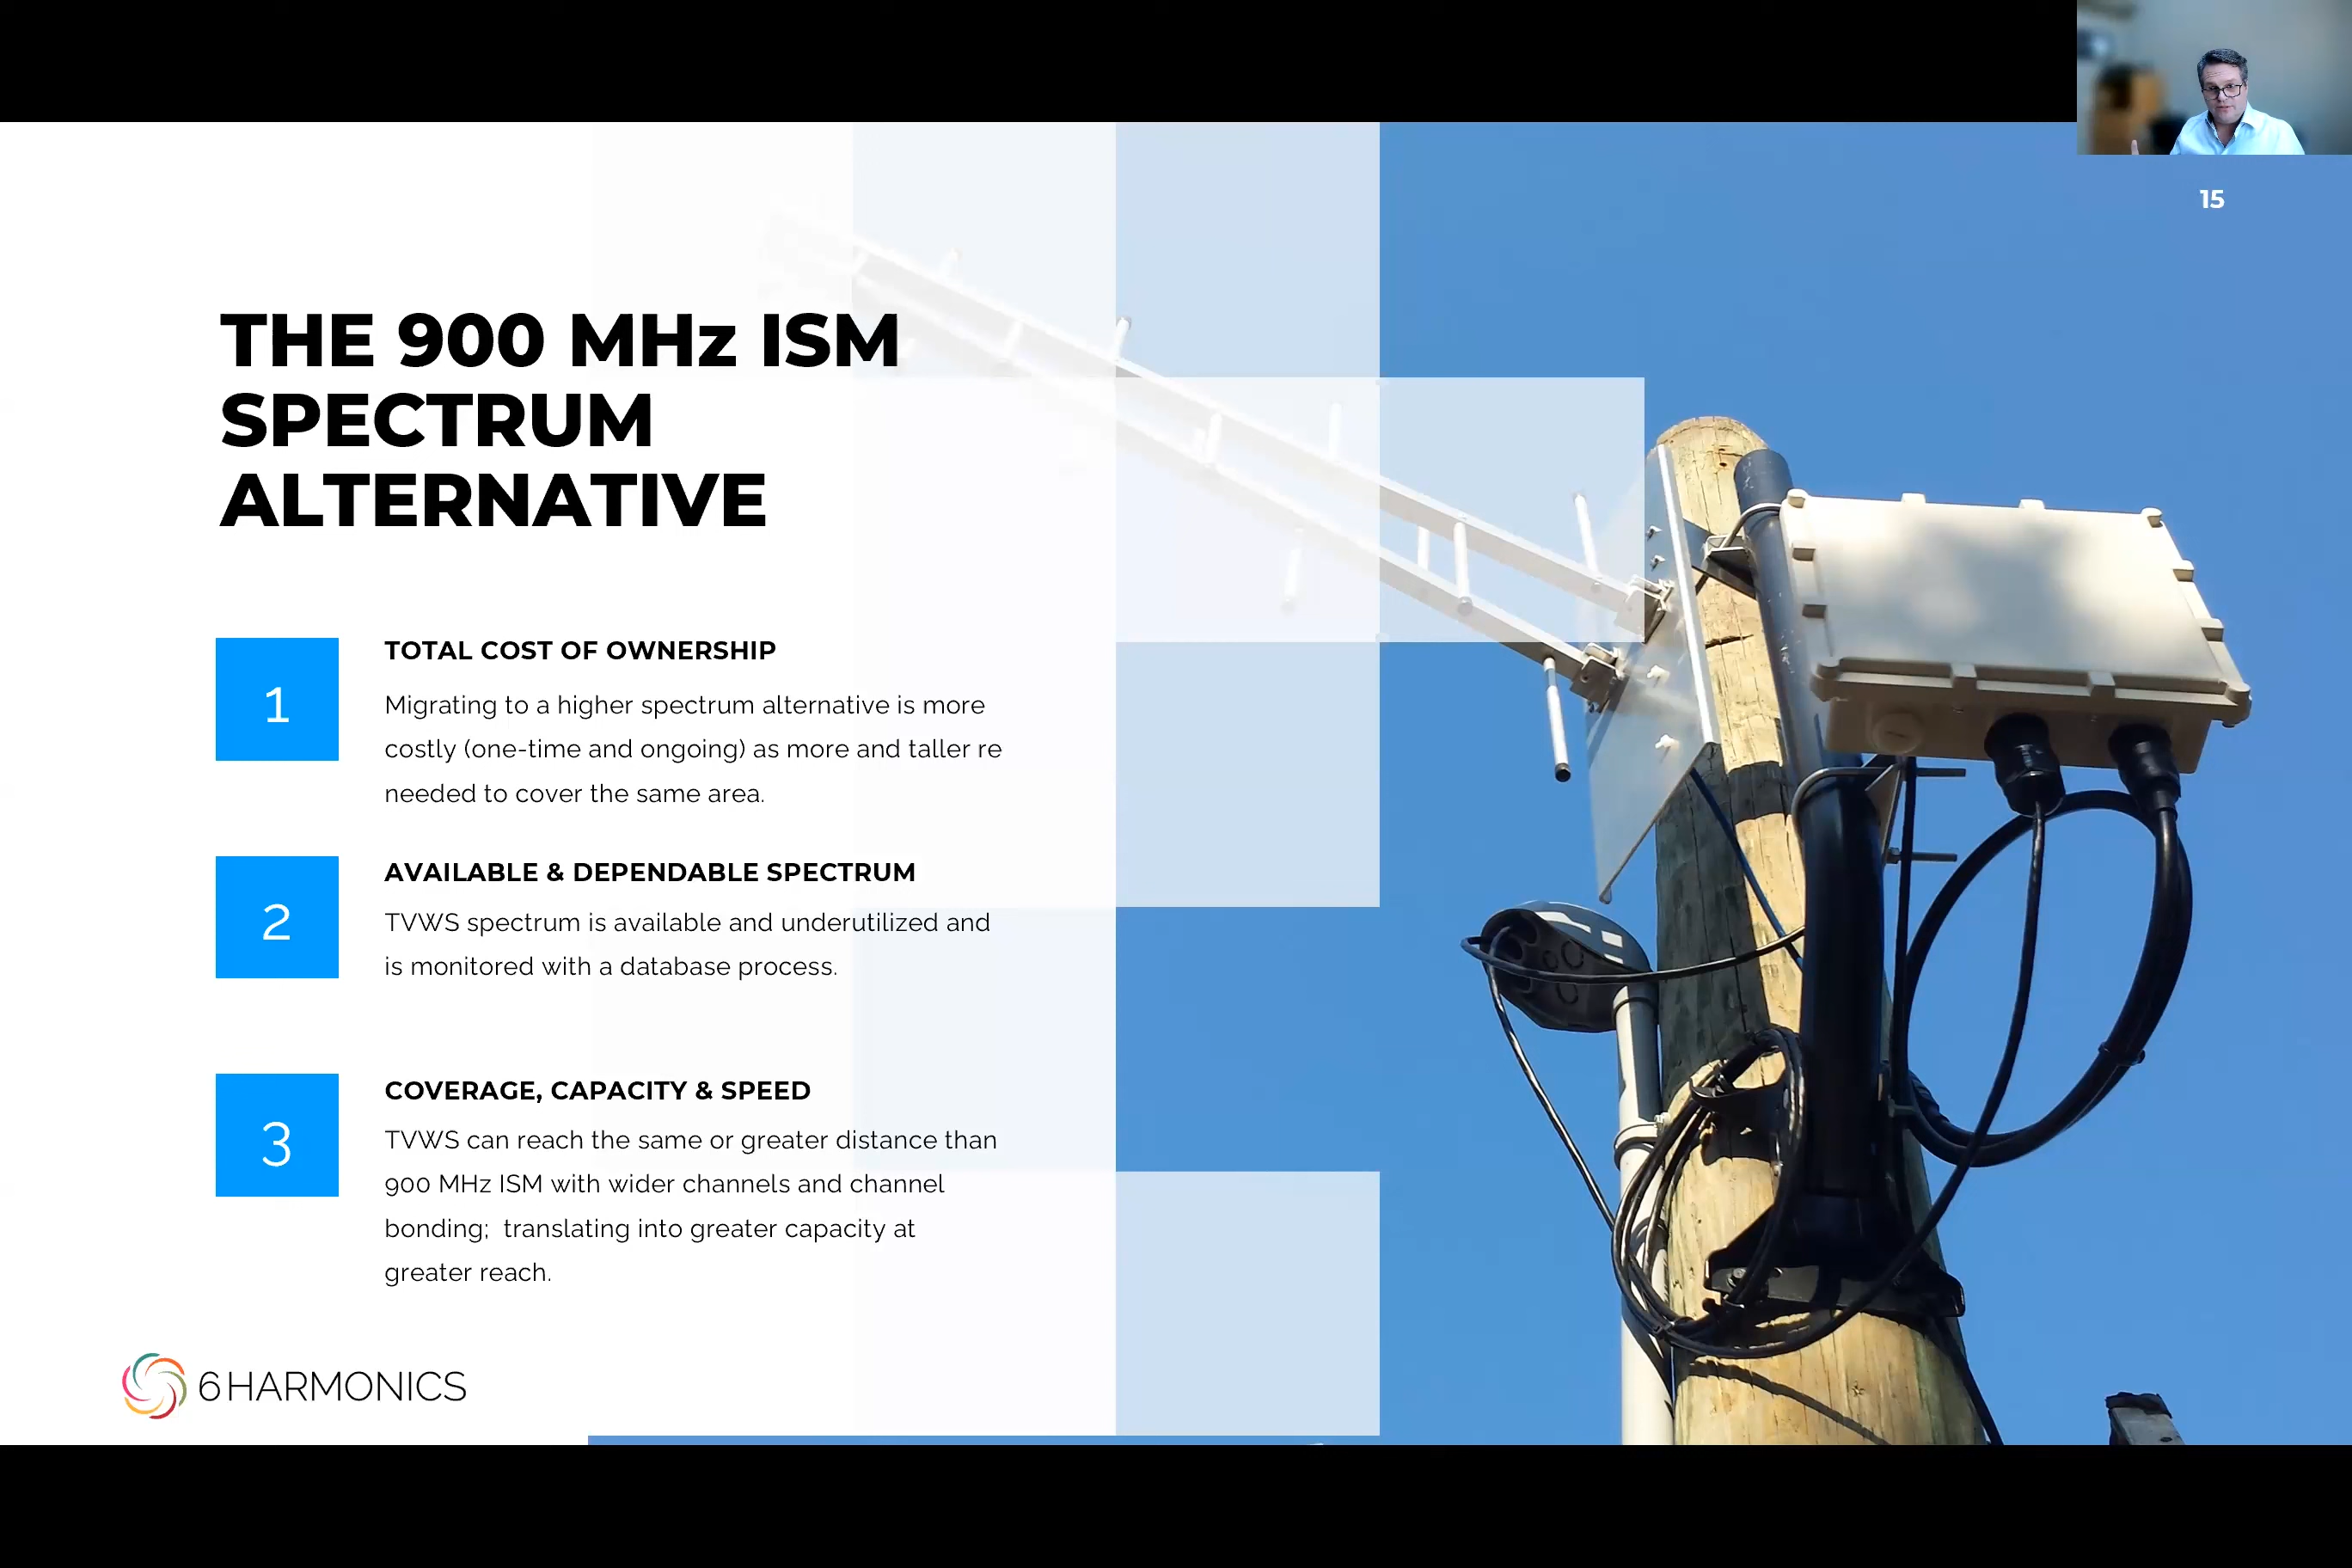 15
THE 900 MHz ISM
SPECTRUM
ALTERNATIVE
1
TOTAL COST OF OWNERSHIP
Migrating to a higher spectrum alternative is more
costly (one-time and ongoing) as more and taller re
needed to cover the same area.
2
AVAILABLE & DEPENDABLE SPECTRUM
TVWS spectrum is available and underutilized and
is monitored with a database process.
3
COVERAGE, CAPACITY & SPEED
TVWS can reach the same or greater distance than
900 MHz ISM with wider channels and channel
bonding;  translating into greater capacity at
greater reach.
6HARMONICS